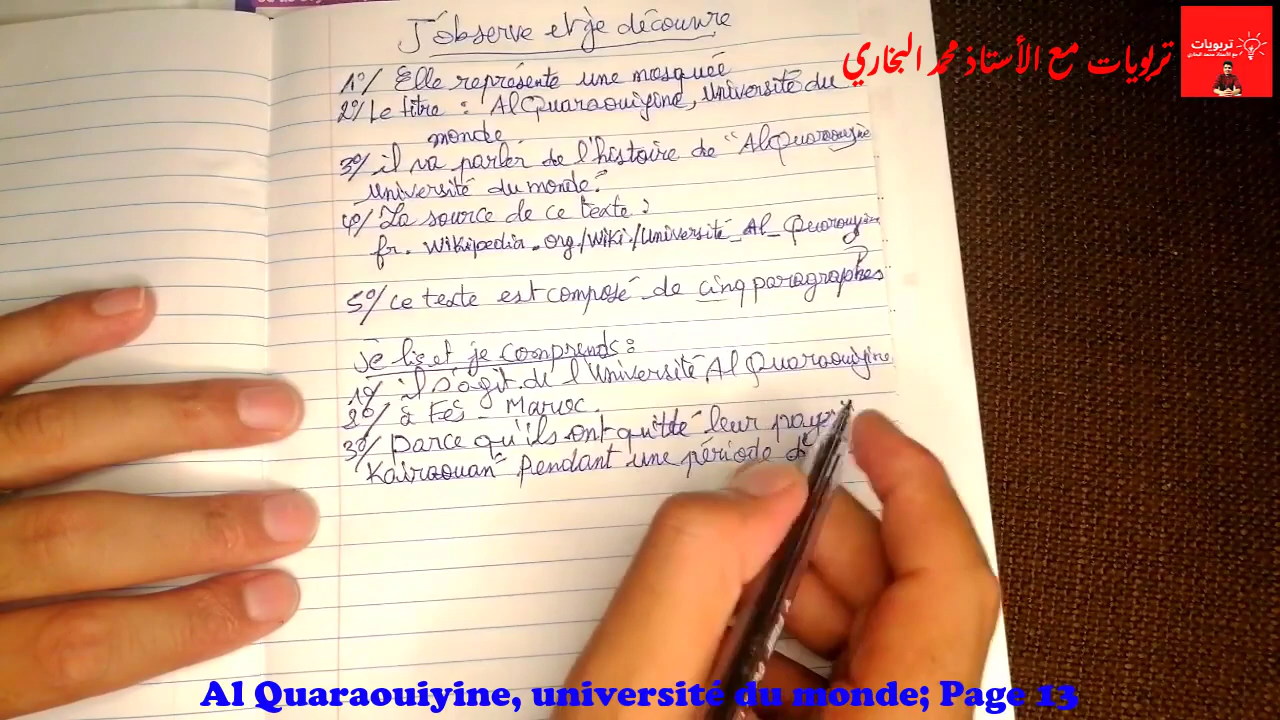 J'observe et je découvre
1°/ Elle représente une mosquée
2°/ Le titre : Al Quaraouiyine, université du
monde
3°/ il va parler de l'histoire de "Al Quaraouiyine
université du monde."
4°/ La source de ce texte :
fr. wikipedia.org/wiki/université_Al_Quarouyine
5°/ ce texte est composé de cinq paragraphes
Je lis et je comprends :
1°/ il s'agit de l'université Al Quaraouiyine
2°/ à Fès - Maroc.
3°/ Parce qu'ils ont quitté leur pays
Kairaouan pendant une période d
تربويات مع الأستاذ محمد البخاري
تربويات
Al Quaraouiyine, université du monde; Page 13